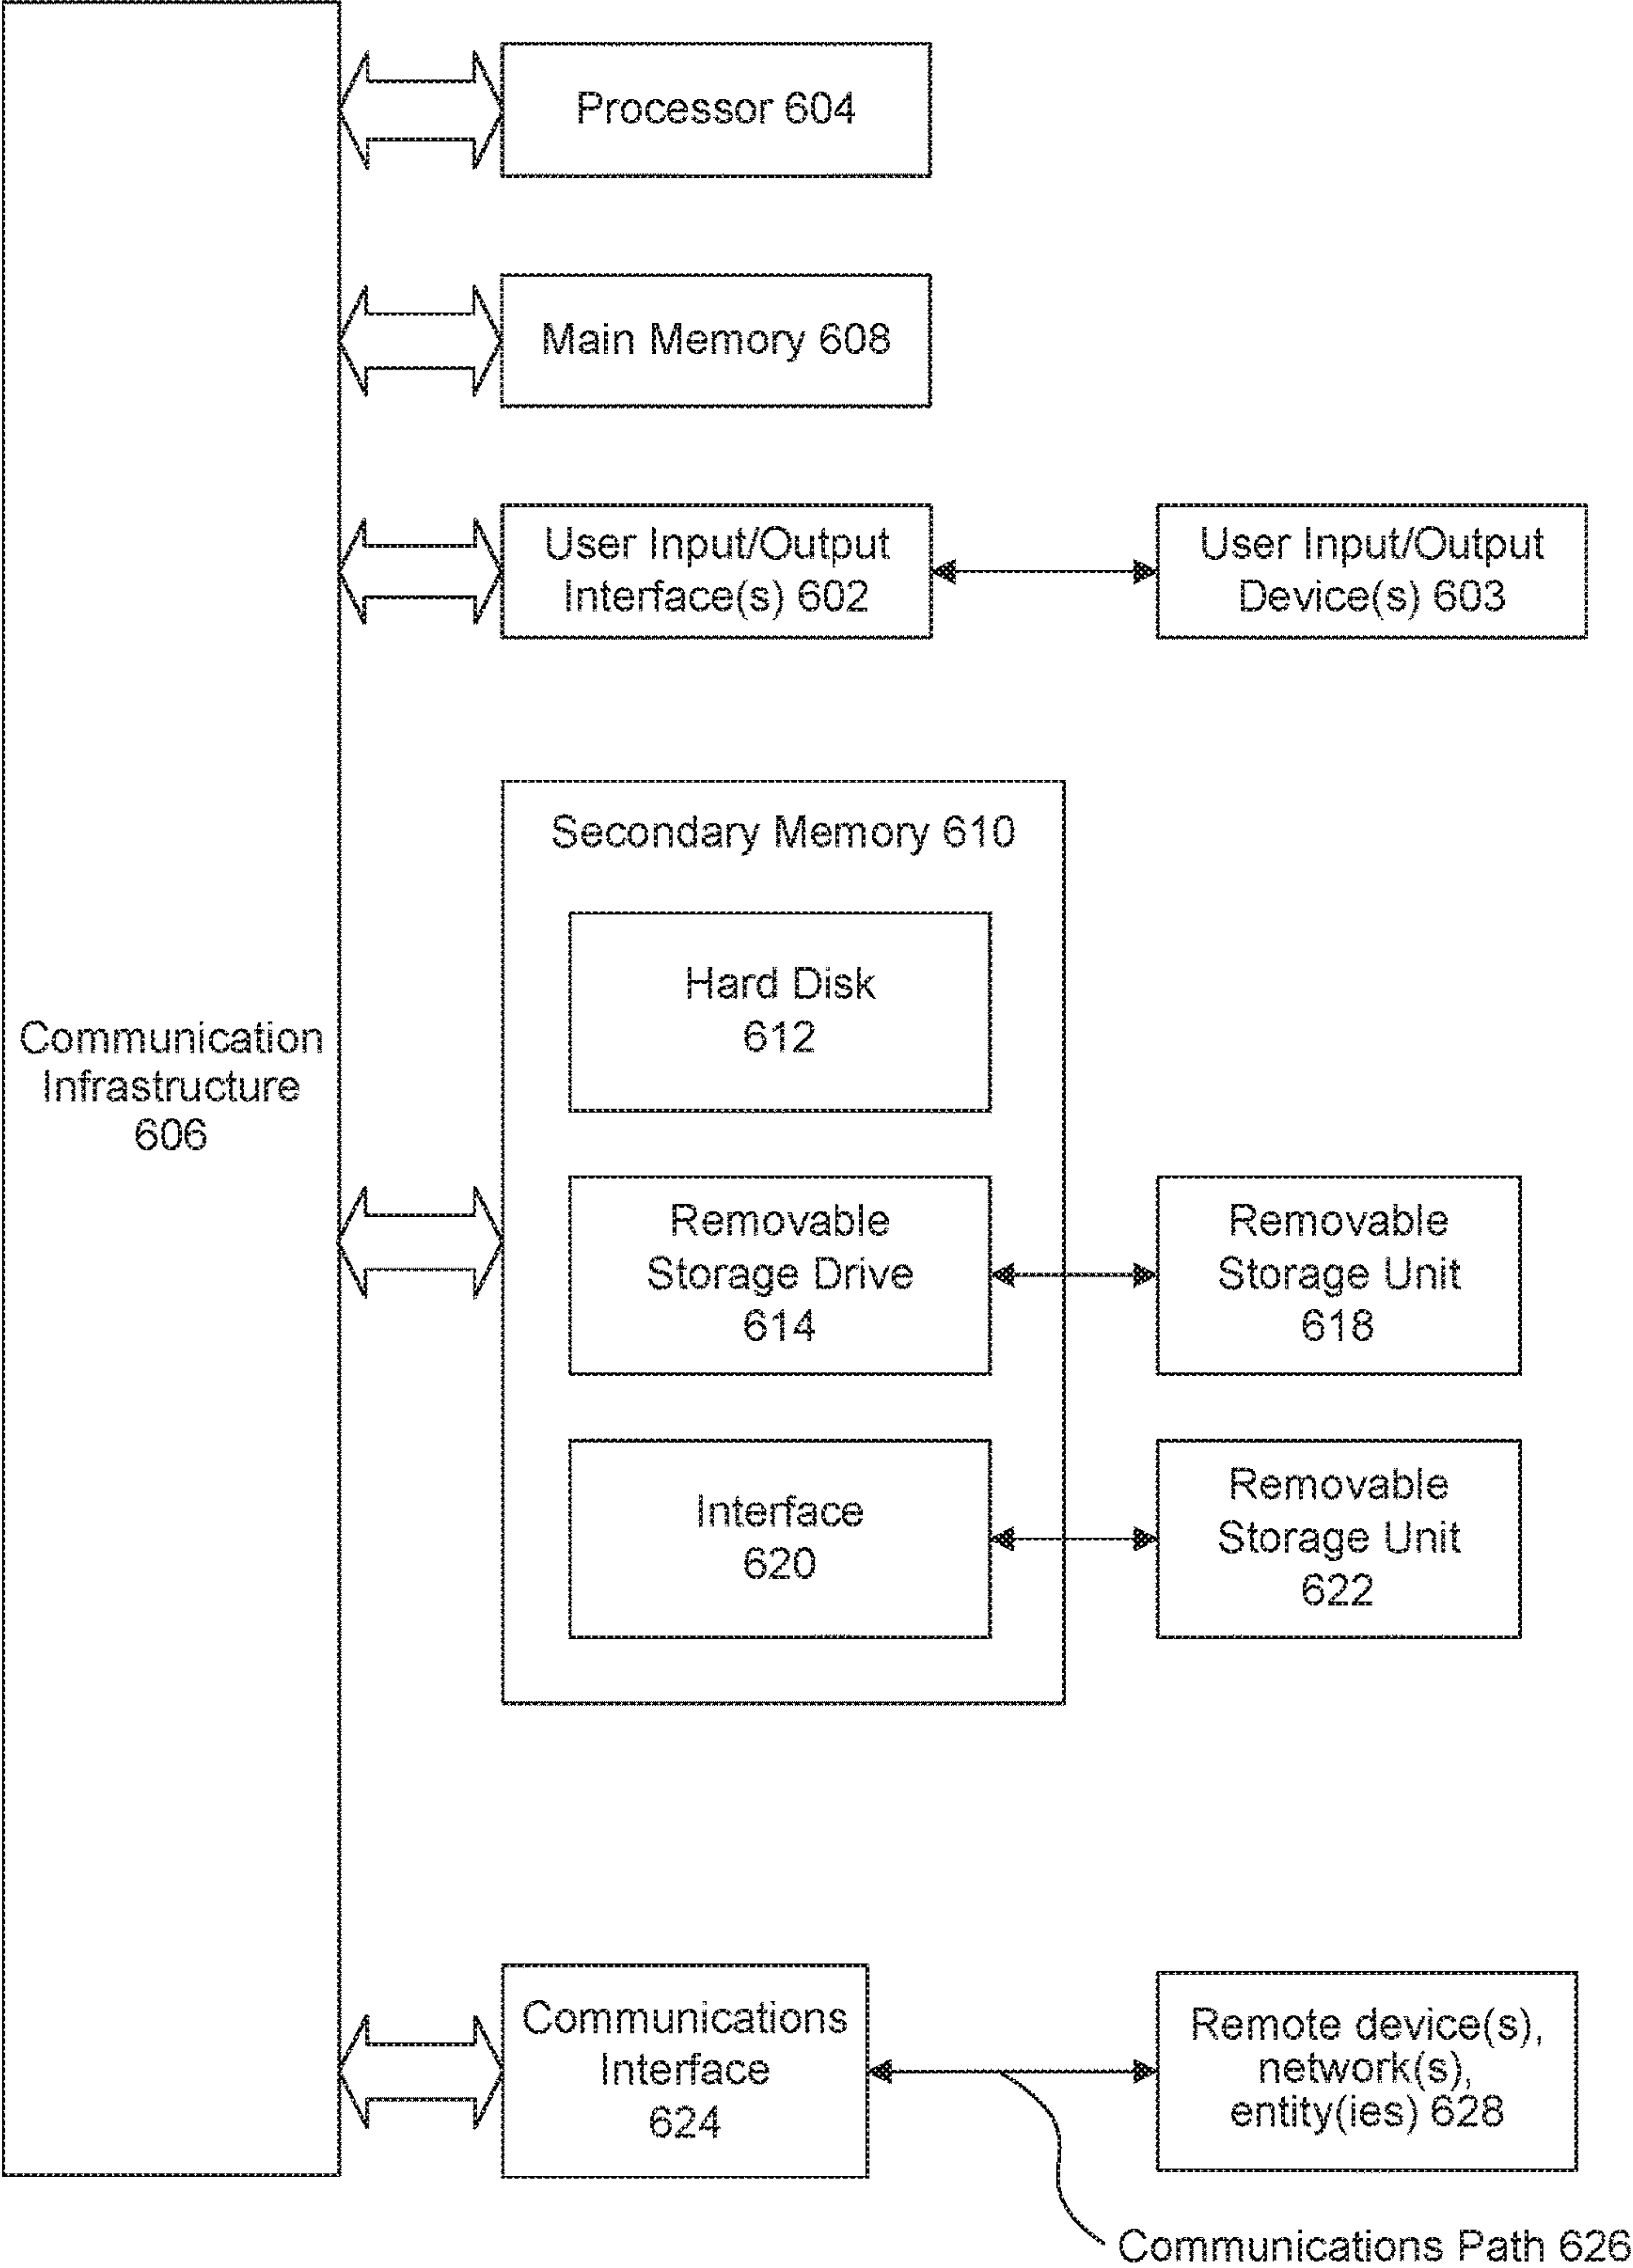 Processor 604
Main Memory 608
User Input/Output
Interface(s) 602
User Input/Output
Device(s) 603
Secondary Memory 610
Hard Disk
612
Communication
Infrastructure
606
Removable
Storage Drive
614
Removable
Storage Unit
618
Interface
620
Removable
Storage Unit
622
Communications
Interface
624
Remote device(s),
network(s),
entity(ies) 628
Communications Path 626